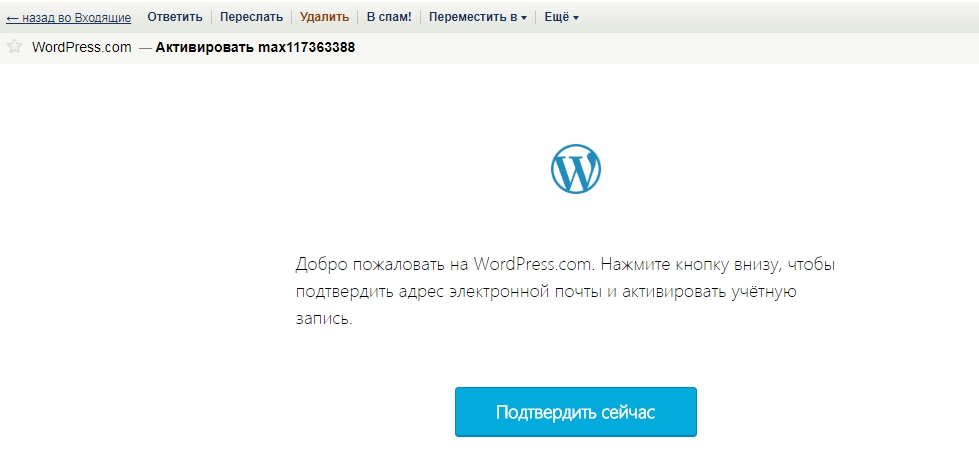 ← назад во Входящие Ответить Переслать Удалить В спам! Переместить в Ещё
WordPress.com — Активировать max117363388
W
Добро пожаловать на WordPress.com. Нажмите кнопку внизу, чтобы
подтвердить адрес электронной почты и активировать учётную
запись.
Подтвердить сейчас